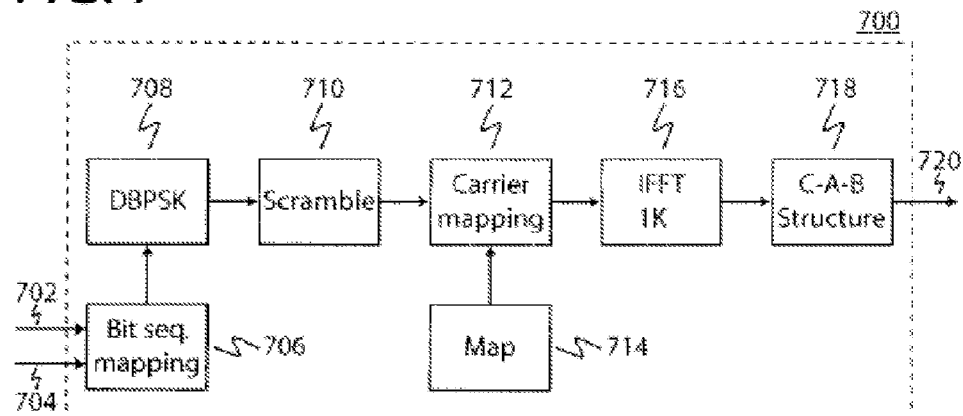 700
708
710
712
716
718
DBPSK
Scramble
Carrier
mapping
IFFT
1K
C-A-B
Structure
720
702
704
Bit seq.
mapping
706
Map
714